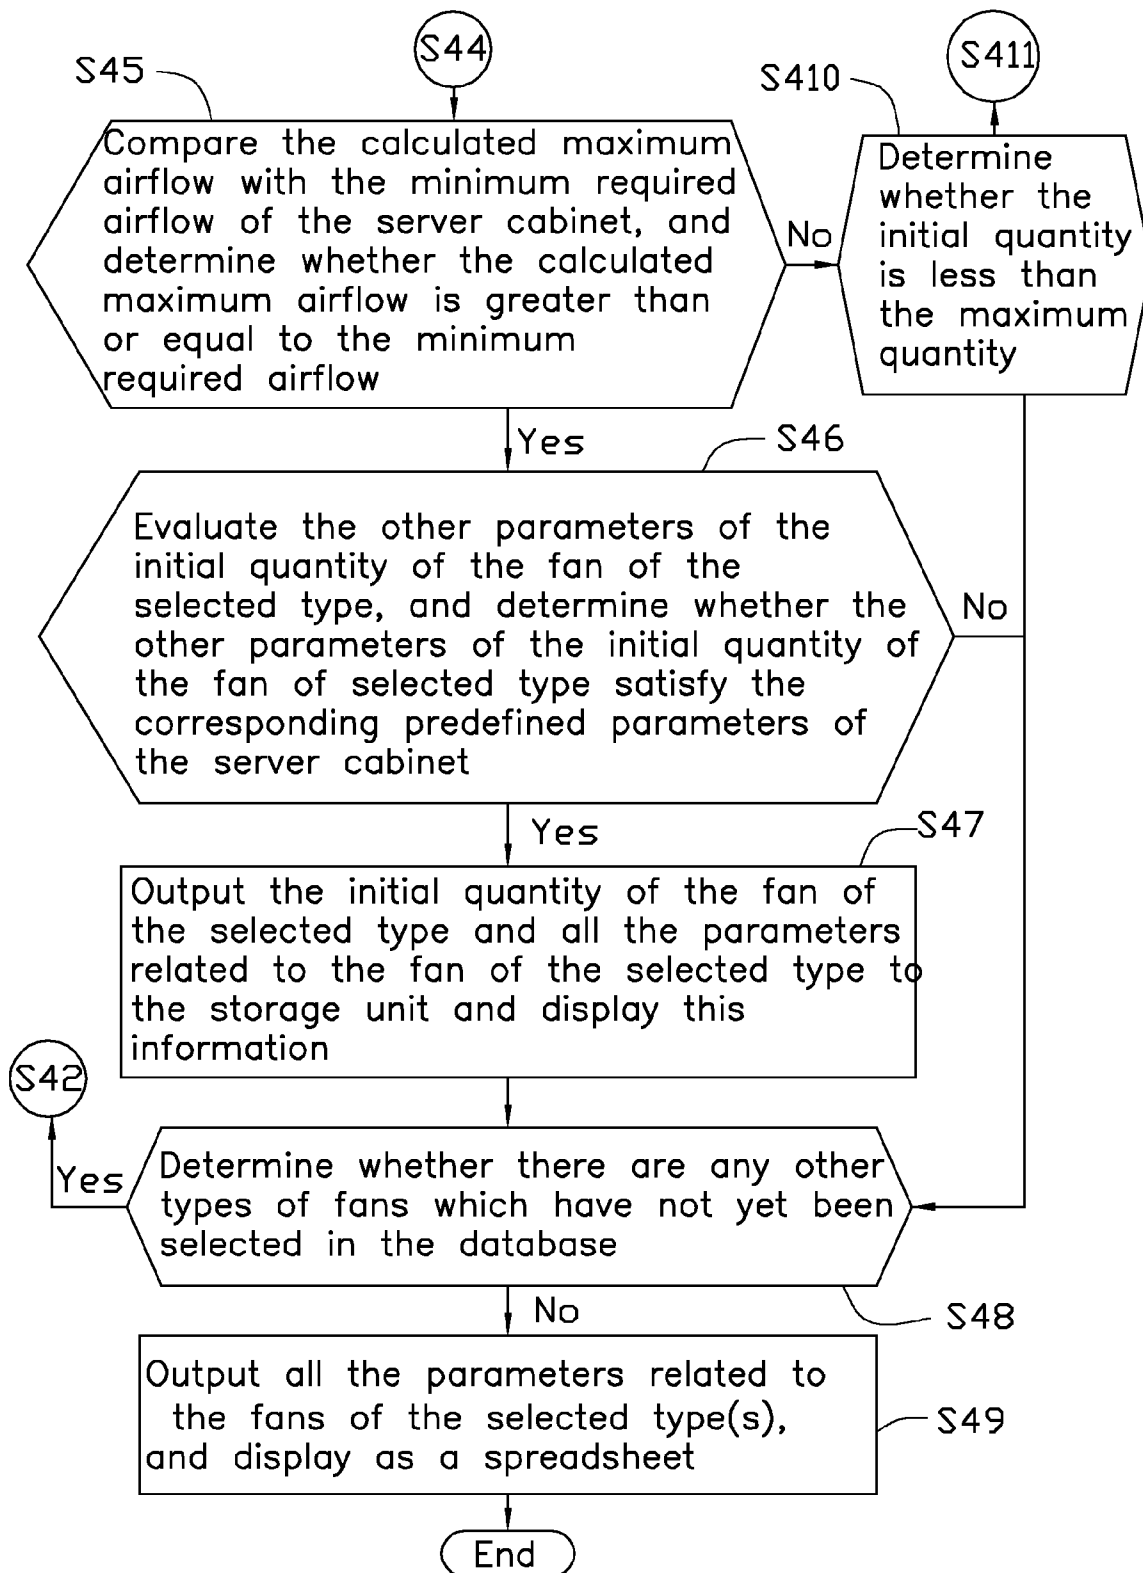 S44
S411
S45
S410
Compare the calculated maximum
airflow with the minimum required
airflow of the server cabinet, and
determine whether the calculated
maximum airflow is greater than
or equal to the minimum
required airflow
No
Determine
whether the
initial quantity
is less than
the maximum
quantity
Yes
S46
Evaluate the other parameters of the
initial quantity of the fan of the
selected type, and determine whether the
other parameters of the initial quantity of
the fan of selected type satisfy the
corresponding predefined parameters of
the server cabinet
No
Yes
S47
Output the initial quantity of the fan of
the selected type and all the parameters
related to the fan of the selected type to
the storage unit and display this
information
S42
Yes
Determine whether there are any other
types of fans which have not yet been
selected in the database
No
S48
Output all the parameters related to
the fans of the selected type(s),
and display as a spreadsheet
S49
End